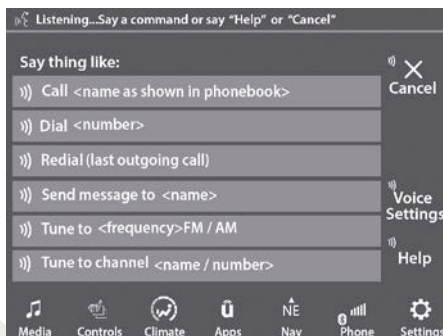 Listening...Say a command or say “Help” or “Cancel”
Say thing like:
Call <name as shown in phonebook>
Dial <number>
Redial (last outgoing call)
Send message to <name>
Tune to <frequency>FM / AM
Tune to channel <name / number>
Cancel
Voice
Settings
Help
NE
Media Controls Climate Apps Nav Phone Settings